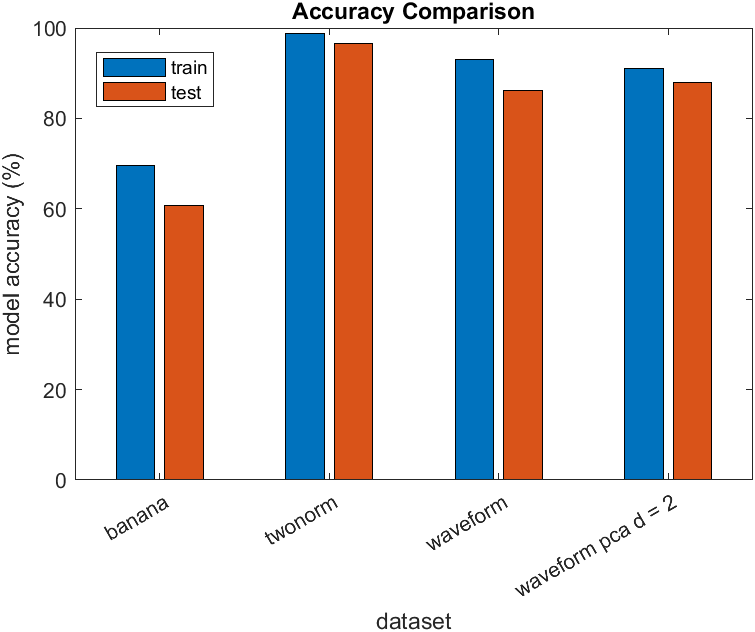 Accuracy Comparison
100
80
60
40
20
0
model accuracy (%)
train
test
banana
twonorm
waveform
waveform pca d = 2
dataset